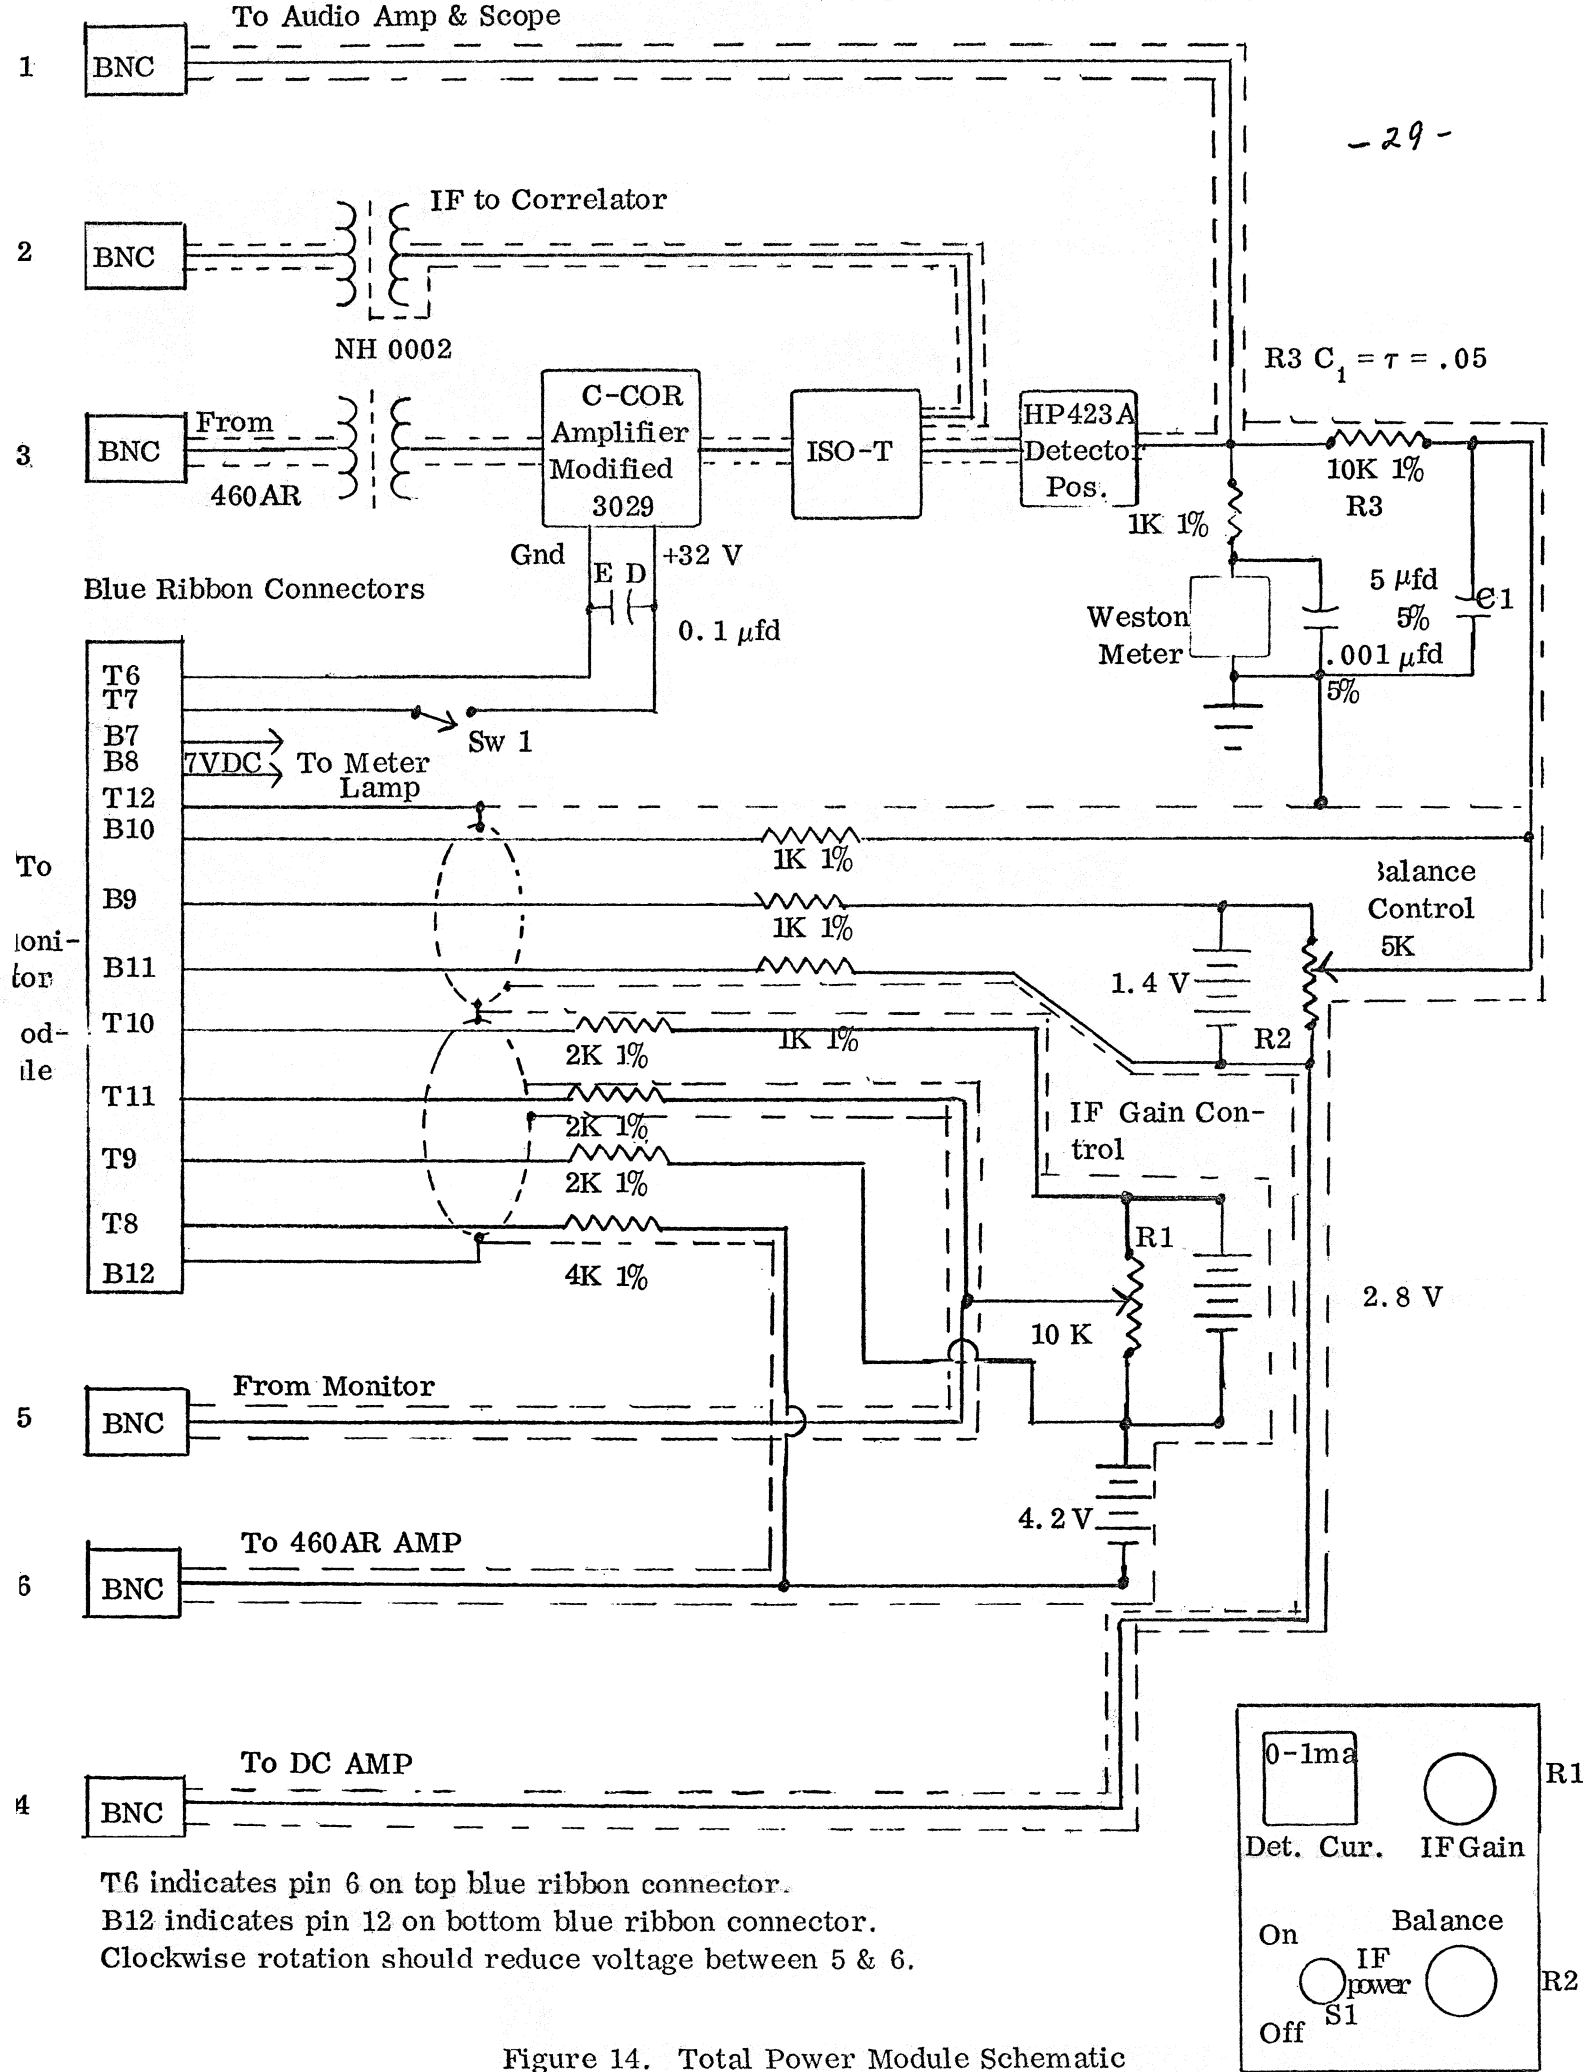 To Audio Amp & Scope
1
BNC
-29-
IF to Correlator
2
BNC
NH 0002
R3 C1 = τ = .05
C-COR
Amplifier
Modified
3029
ISO-T
HP423A
Detector
Pos.
From
3
BNC
460AR
10K 1%
R3
1K 1%
Gnd
+32 V
E D
0.1 μfd
Blue Ribbon Connectors
5 μfd
5%
C1
Weston
Meter
.001 μfd
5%
T6
T7
Sw 1
B7
B8
7VDC
To Meter
Lamp
T12
B10
1K 1%
To
oni-
tor
od-
le
alance
Control
5K
B9
1K 1%
B11
1.4 V
T10
1K 1%
R2
2K 1%
T11
2K 1%
IF Gain Con-
trol
T9
2K 1%
T8
R1
B12
4K 1%
2.8 V
10 K
From Monitor
5
BNC
4.2 V
To 460AR AMP
6
BNC
To DC AMP
4
BNC
0-1ma
R1
Det. Cur.
IF Gain
On
Balance
IF
power
R2
S1
Off
T6 indicates pin 6 on top blue ribbon connector.
B12 indicates pin 12 on bottom blue ribbon connector.
Clockwise rotation should reduce voltage between 5 & 6.
Figure 14. Total Power Module Schematic